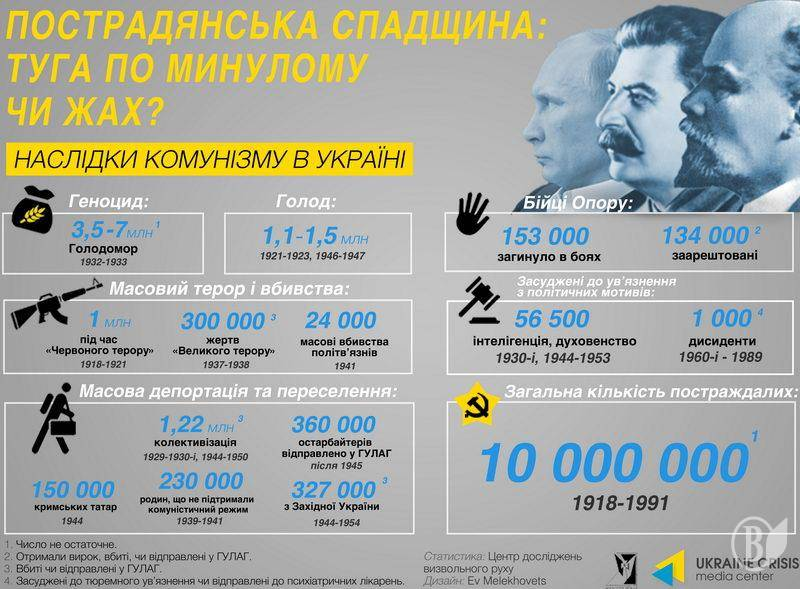 ПОСТРАДЯНСЬКА СПАДЩИНА:
ТУГА ПО МИНУЛОМУ
ЧИ ЖАХ?
НАСЛІДКИ КОМУНІЗМУ В УКРАЇНІ
Геноцид:
3,5-7 МЛН 1
Голодомор
1932-1933
Голод:
1,1-1,5 МЛН
1921-1923, 1946-1947
Масовий терор і вбивства:
1 МЛН
під час
«Червоного терору»
1918-1921
300 000 3
жертв
«Великого терору»
1937-1938
24 000
масові вбивства
політв'язнів
1941
Масова депортація та переселення:
1,22 МЛН 3
колективізація
1929-1930-і, 1944-1950
360 000
остарбайтерів
відправлено у ГУЛАГ
після 1945
150 000
кримських татар
1944
230 000
родин, що не підтримали
комуністичний режим
1939-1941
327 000 3
з Західної України
1944-1954
Бійці Опору:
153 000
загинуло в боях
134 000 2
заарештовані
Засуджені до ув'язнення
з політичних мотивів:
56 500
інтелігенція, духовенство
1930-і, 1944-1953
1 000 4
дисиденти
1960-і - 1989
Загальна кількість постраждалих:
10 000 000 1
1918-1991
1. Число не остаточне.
2. Отримали вирок, вбиті, чи відправлені у ГУЛАГ.
3. Вбиті чи відправлені у ГУЛАГ.
4. Засуджені до тюремного ув'язнення чи відправлені до психіатричних лікарень.
Статистика: Центр досліджень
визвольного руху
Дизайн: Ev Melekhovets
UKRAINE CRISIS
media center
В